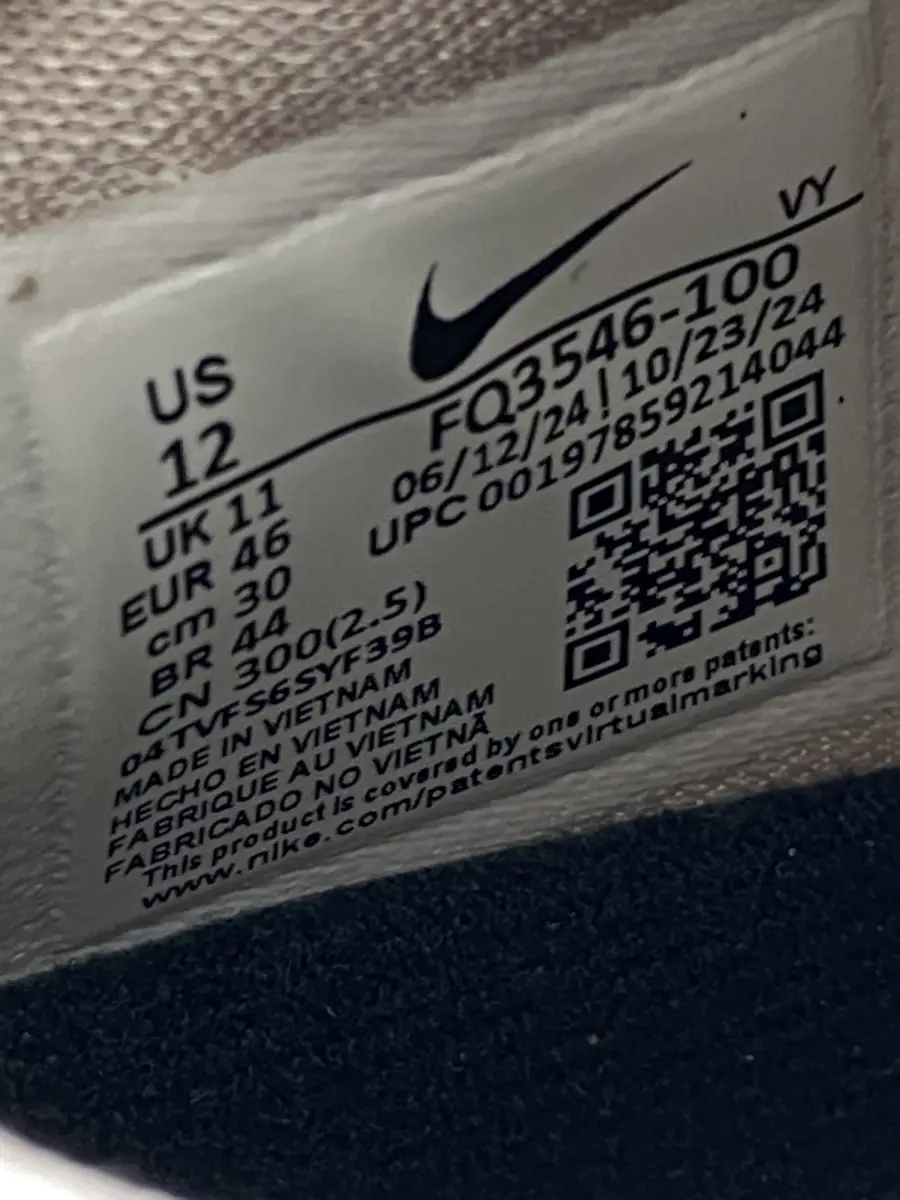 VY
US
12
FQ3546-100
06/12/24 | 10/23/24
UPC 00197859214044
UK 11
EUR 46
cm 30
BR 44
CN 300(2.5)
04TVFS6SYF39B
MADE IN VIETNAM
HECHO EN VIETNAM
FABRIQUE AU VIETNAM
FABRICADO NO VIETNÃ
This product is covered by one or more patents:
www.nike.com/patentsvirtualmarking